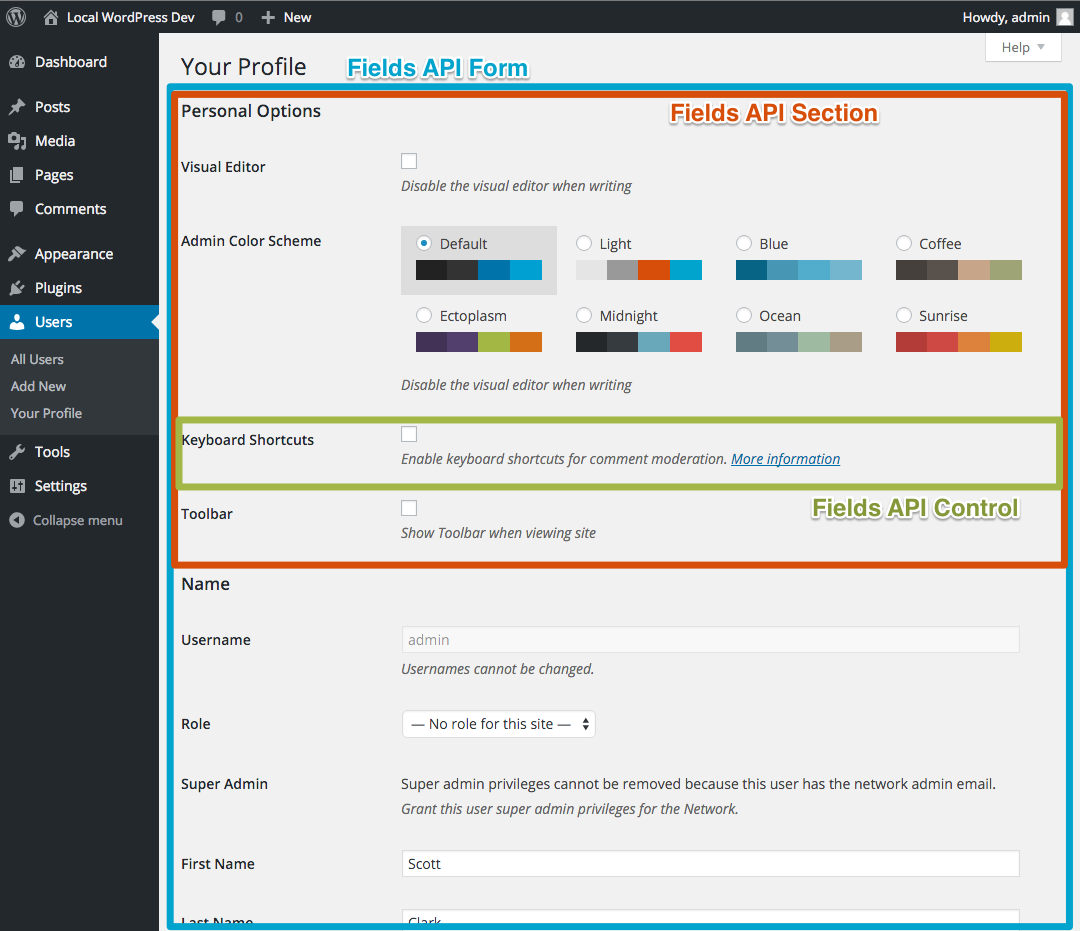 Local WordPress Dev 0 New Howdy, admin
Help
Dashboard
Posts
Media
Pages
Comments
Appearance
Plugins
Users
All Users
Add New
Your Profile
Tools
Settings
Collapse menu
Your Profile Fields API Form
Personal Options Fields API Section
Visual Editor
Disable the visual editor when writing
Admin Color Scheme
Default Light Blue Coffee
Ectoplasm Midnight Ocean Sunrise
Disable the visual editor when writing
Keyboard Shortcuts
Enable keyboard shortcuts for comment moderation. More information
Fields API Control
Toolbar
Show Toolbar when viewing site
Name
Username admin
Usernames cannot be changed.
Role — No role for this site —
Super Admin Super admin privileges cannot be removed because this user has the network admin email.
Grant this user super admin privileges for the Network.
First Name Scott
Last Name Clark